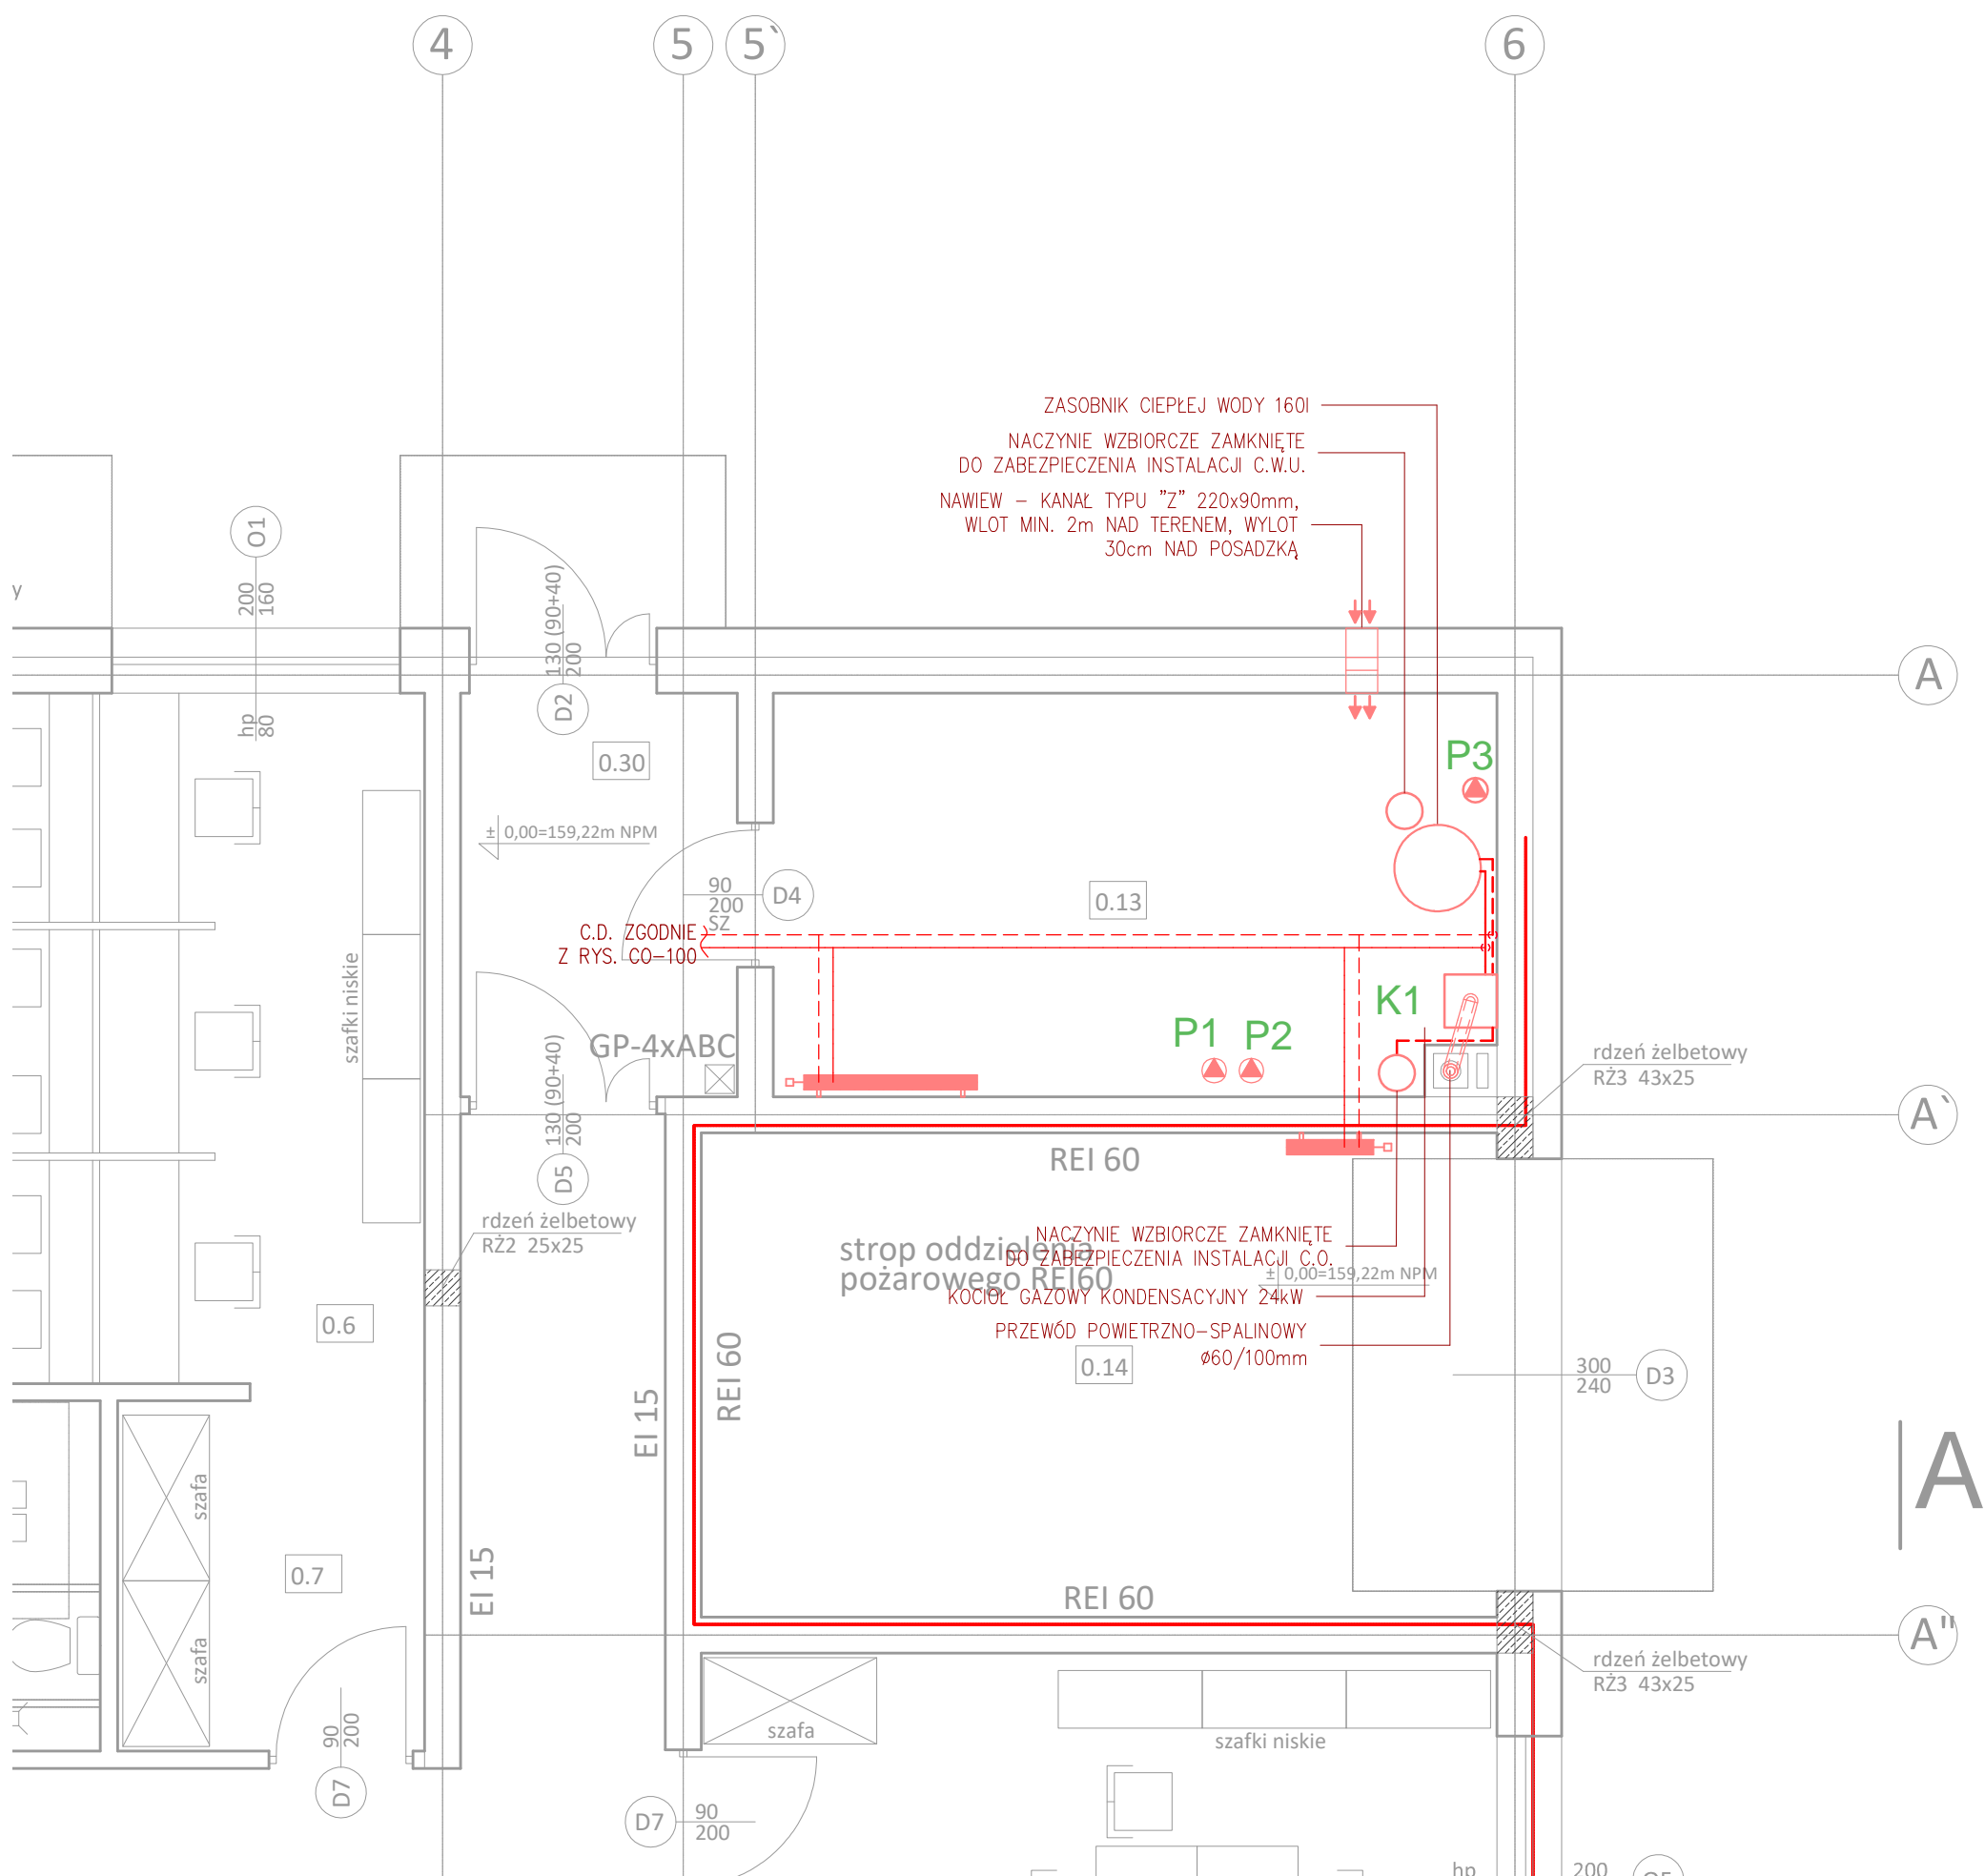 4
5
5`
6
ZASOBNIK CIEPŁEJ WODY 160l
NACZYNIE WZBIORCZE ZAMKNIĘTE
DO ZABEZPIECZENIA INSTALACJI C.W.U.
NAWIEW – KANAŁ TYPU "Z" 220x90mm,
WLOT MIN. 2m NAD TERENEM, WYLOT
30cm NAD POSADZKĄ
O1
200
160
hp
80
y
130 (90+40)
200
D2
A
0.30
P3
± 0,00=159,22m NPM
90
200
SZ
D4
0.13
C.D. ZGODNIE
Z RYS. CO-100
szafki niskie
K1
P1
P2
GP-4xABC
130 (90+40)
200
D5
rdzeń żelbetowy
RŻ3 43x25
A`
REI 60
rdzeń żelbetowy
RŻ2 25x25
strop oddzielenia
pożarowego REI60
NACZYNIE WZBIORCZE ZAMKNIĘTE
DO ZABEZPIECZENIA INSTALACJI C.O.
± 0,00=159,22m NPM
KOCIOŁ GAZOWY KONDENSACYJNY 24kW
PRZEWÓD POWIETRZNO-SPALINOWY
ø60/100mm
0.6
0.14
REI 60
EI 15
300
240
D3
A
szafa
0.7
EI 15
REI 60
A"
szafa
rdzeń żelbetowy
RŻ3 43x25
szafa
szafki niskie
90
200
D7
D7
90
200
hp
200